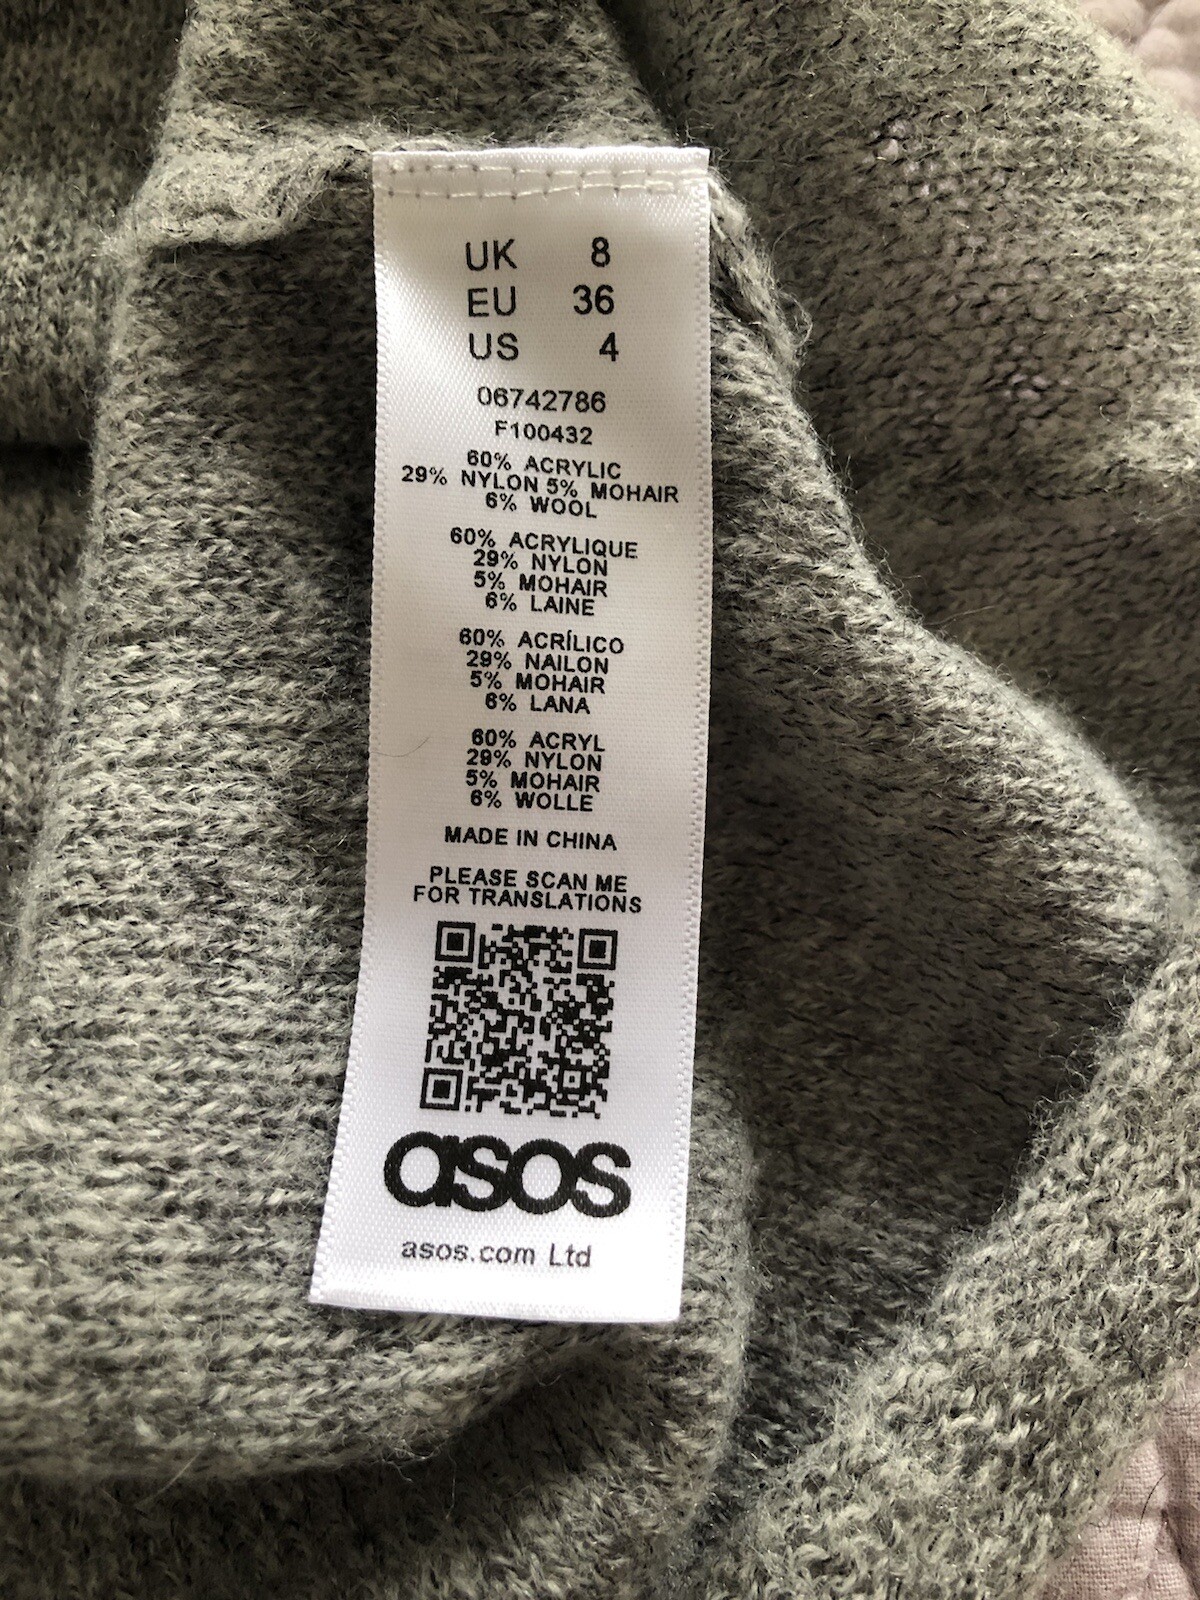 UK 8
EU 36
US 4
06742786
F100432
60% ACRYLIC
29% NYLON 5% MOHAIR
6% WOOL
60% ACRYLIQUE
29% NYLON
5% MOHAIR
6% LAINE
60% ACRÍLICO
29% NAILON
5% MOHAIR
6% LANA
60% ACRYL
29% NYLON
5% MOHAIR
6% WOLLE
MADE IN CHINA
PLEASE SCAN ME
FOR TRANSLATIONS
asos
asos.com Ltd